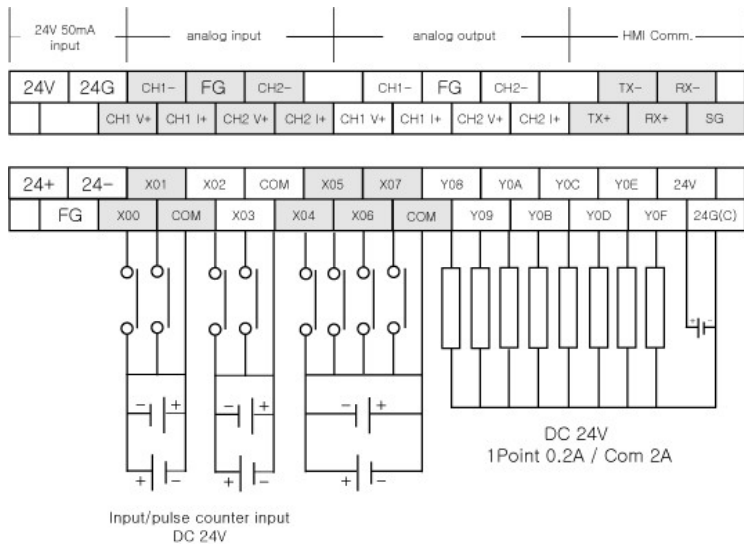 24V 50mA input
analog input
analog output
HMI Comm.
24V 24G CH1- FG CH2- CH1- FG CH2- TX- RX-
CH1 V+ CH1 I+ CH2 V+ CH2 I+ CH1 V+ CH1 I+ CH2 V+ CH2 I+ TX+ RX+ SG
24+ 24- X01 X02 COM X05 X07 Y08 Y0A Y0C Y0E 24V
FG X00 COM X03 X04 X06 COM Y09 Y0B Y0D Y0F 24G(C)
+ -
- + - + - +
+ - + - + -
DC 24V
1Point 0.2A / Com 2A
Input/pulse counter input
DC 24V